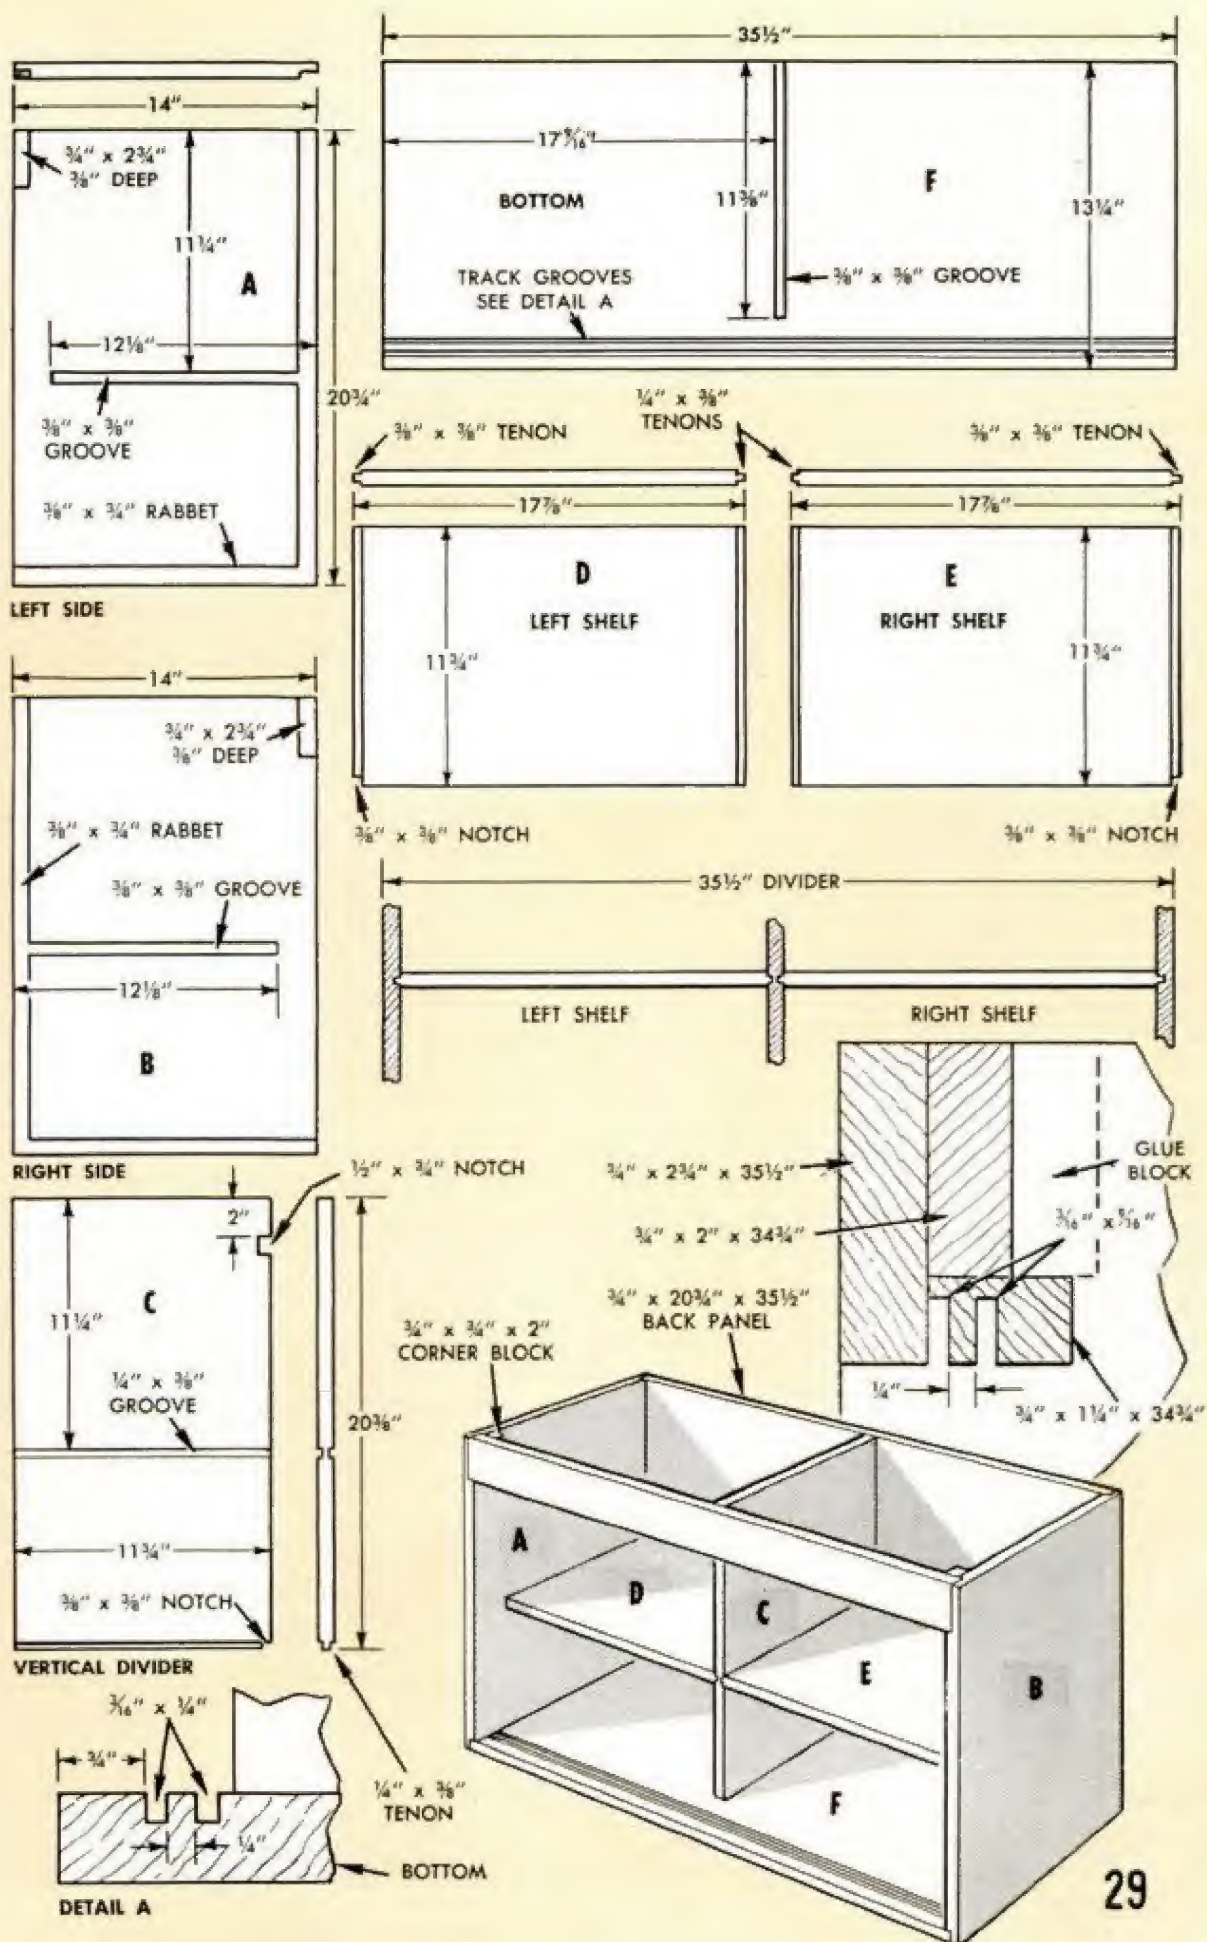 35½"
14"
¾" x 2¾"
⅜" DEEP
11¼"
A
12⅛"
⅜" x ⅜"
GROOVE
⅜" x ¾" RABBET
20¾"
LEFT SIDE
17 9/16"
BOTTOM
11⅜"
F
13¼"
TRACK GROOVES
SEE DETAIL A
⅜" x ⅜" GROOVE
⅜" x ⅜" TENON
¼" x ⅜"
TENONS
⅜" x ⅜" TENON
17⅞"
17⅞"
D
LEFT SHELF
11¾"
E
RIGHT SHELF
11¾"
⅜" x ⅜" NOTCH
⅜" x ⅜" NOTCH
14"
¾" x 2¾"
⅜" DEEP
⅜" x ¾" RABBET
⅜" x ⅜" GROOVE
12⅛"
B
RIGHT SIDE
35½" DIVIDER
LEFT SHELF
RIGHT SHELF
¾" x 2¾" x 35½"
GLUE
BLOCK
3/16" x 9/16"
¾" x 2" x 34¾"
¼"
¾" x 1¼" x 34¾"
½" x ¾" NOTCH
2"
C
11¼"
¼" x ⅜"
GROOVE
20⅜"
11¾"
⅜" x ⅜" NOTCH
VERTICAL DIVIDER
¼" x ⅜"
TENON
¾" x 20¾" x 35½"
BACK PANEL
¾" x ¾" x 2"
CORNER BLOCK
A
D
C
E
B
F
3/16" x ¼"
¾"
¼"
BOTTOM
DETAIL A
29